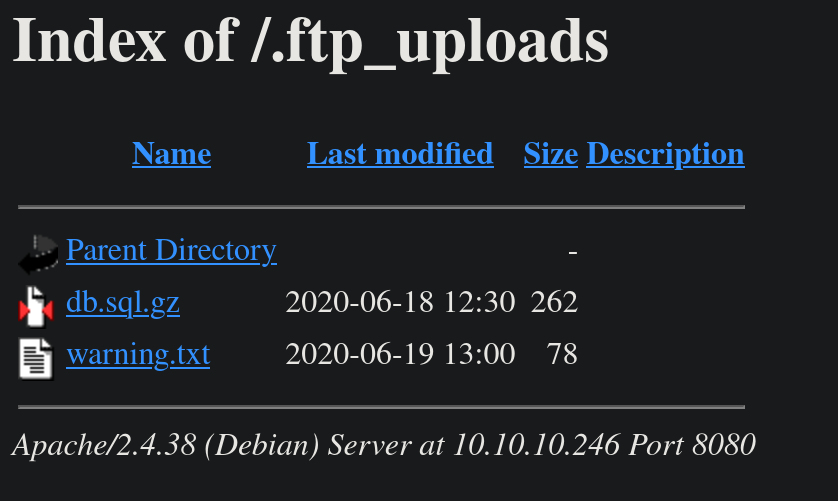 Index of /.ftp_uploads
Name Last modified Size Description
Parent Directory -
db.sql.gz 2020-06-18 12:30 262
warning.txt 2020-06-19 13:00 78
Apache/2.4.38 (Debian) Server at 10.10.10.246 Port 8080